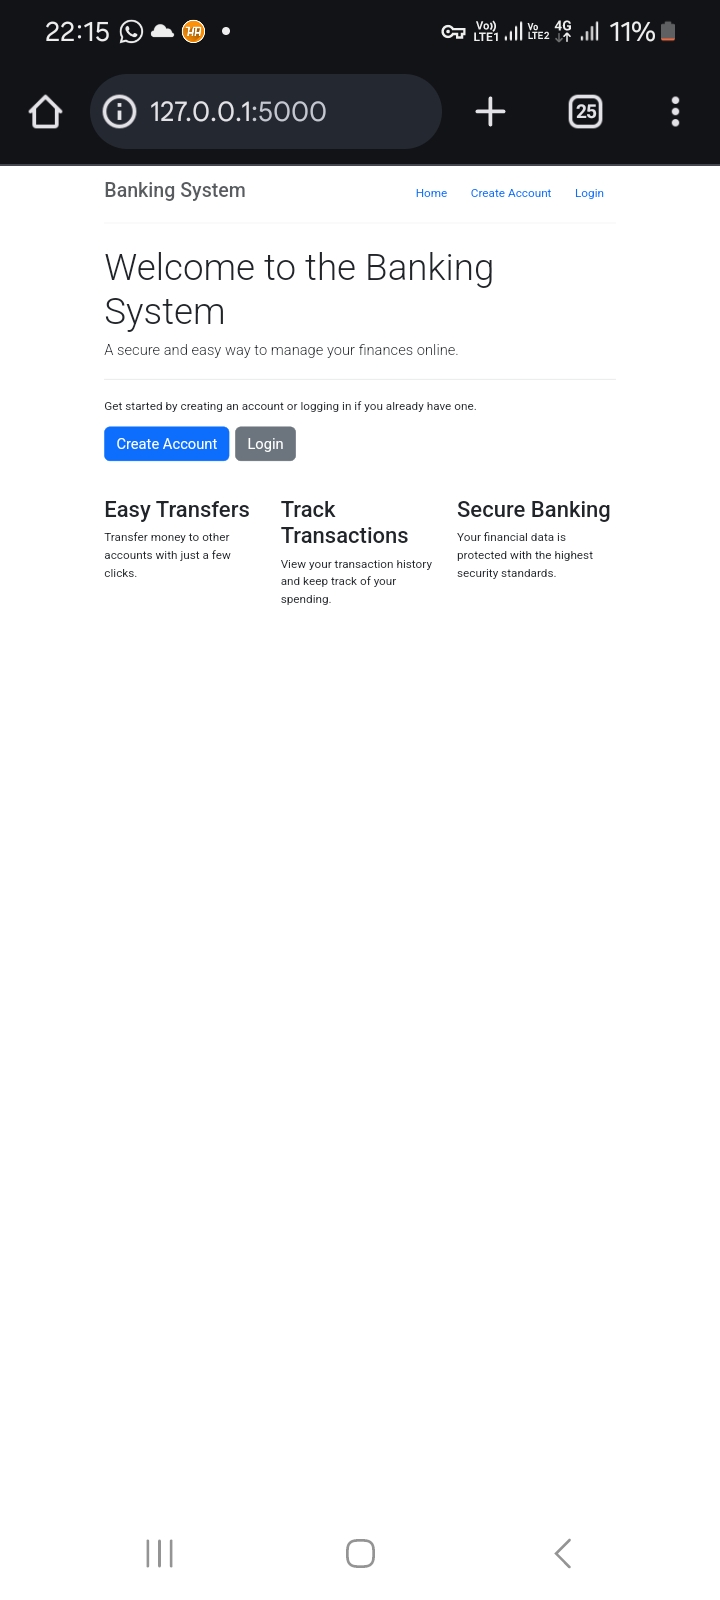 22:15 HA Vo)) LTE1 Vo LTE2 4G 11%
127.0.0.1:5000 25
Banking System Home Create Account Login
Welcome to the Banking
System
A secure and easy way to manage your finances online.
Get started by creating an account or logging in if you already have one.
Create Account Login
Easy Transfers
Transfer money to other
accounts with just a few
clicks.
Track
Transactions
View your transaction history
and keep track of your
spending.
Secure Banking
Your financial data is
protected with the highest
security standards.